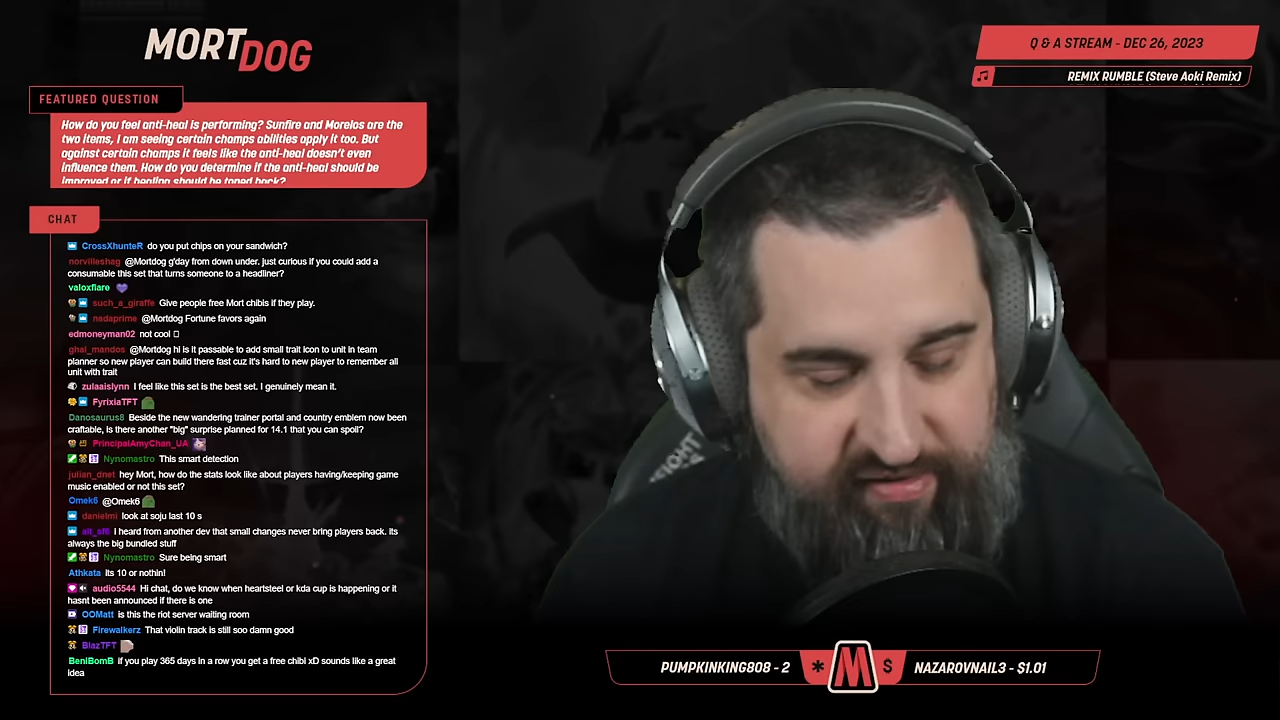 MORTDOG
Q & A STREAM - DEC 26, 2023
REMIX RUMBLE (Steve Aoki Remix)
FEATURED QUESTION
How do you feel anti-heal is performing? Sunfire and Morelos are the
two items, I am seeing certain champs abilities apply it too. But
against certain champs it feels like the anti-heal doesn't even
influence them. How do you determine if the anti-heal should be
improved or if healing should be toned back?
CHAT
CrossXhunteR do you put chips on your sandwich?
norvilleshag @Mortdog g'day from down under. just curious if you could add a
consumable this set that turns someone to a headliner?
valoxflare
such_a_giraffe Give people free Mort chibis if they play.
nadaprime @Mortdog Fortune favors again
edmoneyman02 not cool
ghal_mandos @Mortdog hi is it passable to add small trait icon to unit in team
planner so new player can build there fast cuz it's hard to new player to remember all
unit with trait
zulaaislynn I feel like this set is the best set. I genuinely mean it.
FyrixiaTFT
Danosaurus8 Beside the new wandering trainer portal and country emblem now been
craftable, is there another "big" surprise planned for 14.1 that you can spoil?
PrincipalAmyChan_UA
Nynomastro This smart detection
julian_dnet hey Mort, how do the stats look like about players having/keeping game
music enabled or not this set?
Omek6 @Omek6
danielmi look at soju last 10 s
I heard from another dev that small changes never bring players back. its
always the big bundled stuff
Nynomastro Sure being smart
Athkata its 10 or nothin!
audio5544 Hi chat, do we know when heartsteel or kda cup is happening or it
hasnt been announced if there is one
OOMatt is this the riot server waiting room
Firewalkerz That violin track is still soo damn good
BlazTFT
BeniBomB if you play 365 days in a row you get a free chibi xD sounds like a great
idea
FIGHT
PUMPKINKING808 - 2 * M $ NAZAROVNAIL3 - $1.01